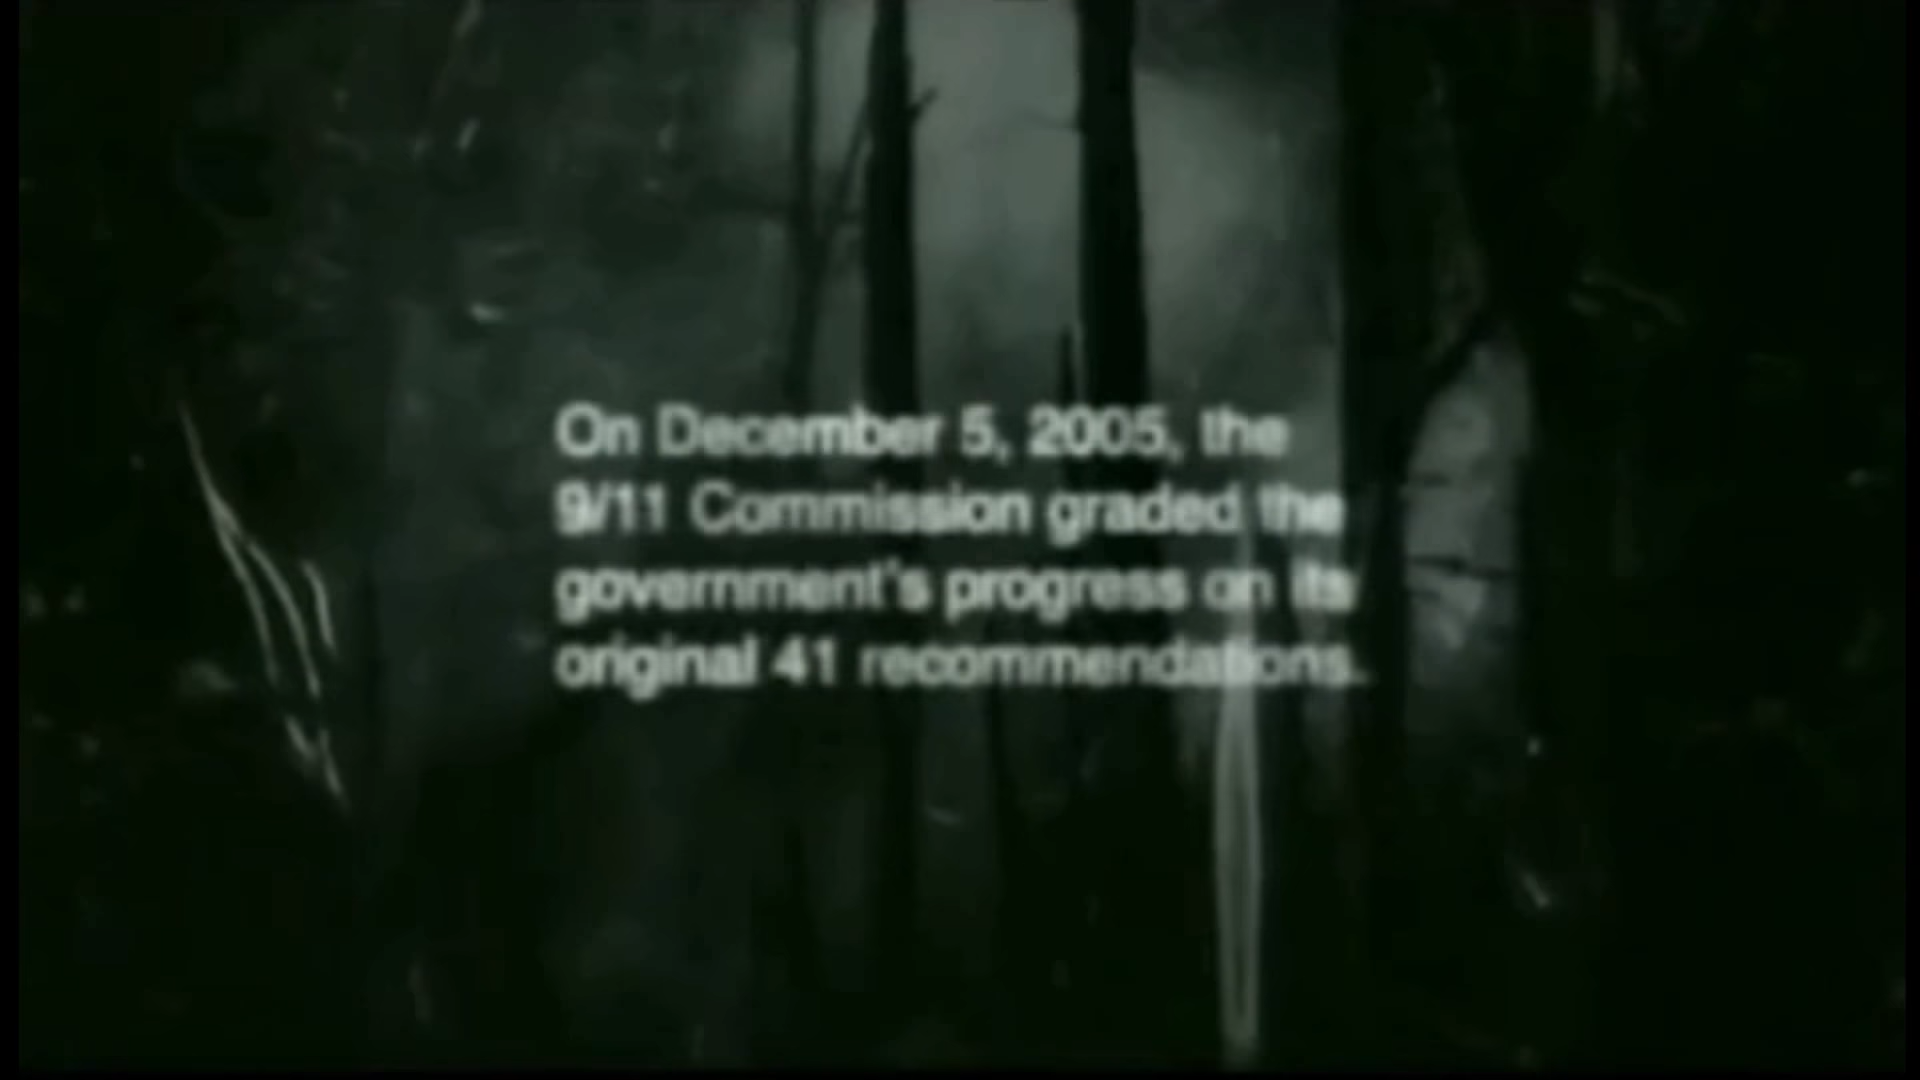 On December 5, 2005, the
9/11 Commission graded the
government's progress on its
original 41 recommendations.